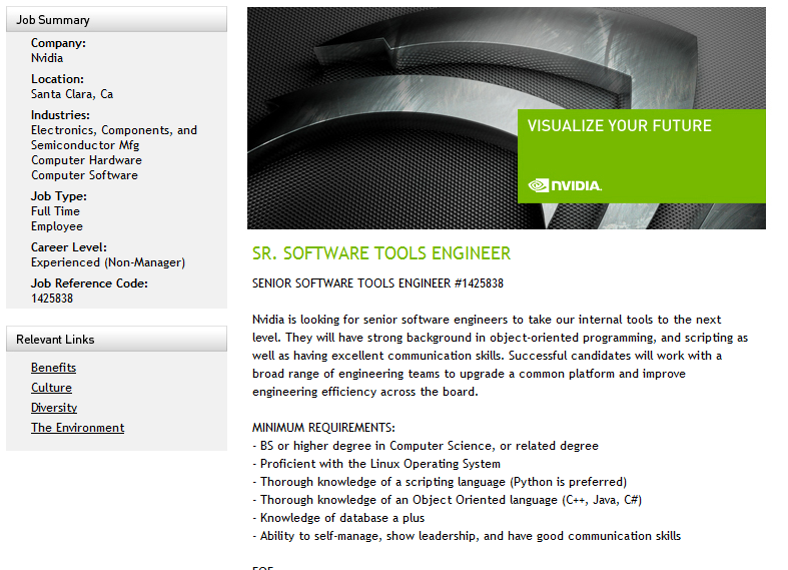 Job Summary
Company:
Nvidia
Location:
Santa Clara, Ca
Industries:
Electronics, Components, and
Semiconductor Mfg
Computer Hardware
Computer Software
Job Type:
Full Time
Employee
Career Level:
Experienced (Non-Manager)
Job Reference Code:
1425838
Relevant Links
Benefits
Culture
Diversity
The Environment
VISUALIZE YOUR FUTURE
NVIDIA.
SR. SOFTWARE TOOLS ENGINEER
SENIOR SOFTWARE TOOLS ENGINEER #1425838
Nvidia is looking for senior software engineers to take our internal tools to the next
level. They will have strong background in object-oriented programming, and scripting as
well as having excellent communication skills. Successful candidates will work with a
broad range of engineering teams to upgrade a common platform and improve
engineering efficiency across the board.
MINIMUM REQUIREMENTS:
- BS or higher degree in Computer Science, or related degree
- Proficient with the Linux Operating System
- Thorough knowledge of a scripting language (Python is preferred)
- Thorough knowledge of an Object Oriented language (C++, Java, C#)
- Knowledge of database a plus
- Ability to self-manage, show leadership, and have good communication skills